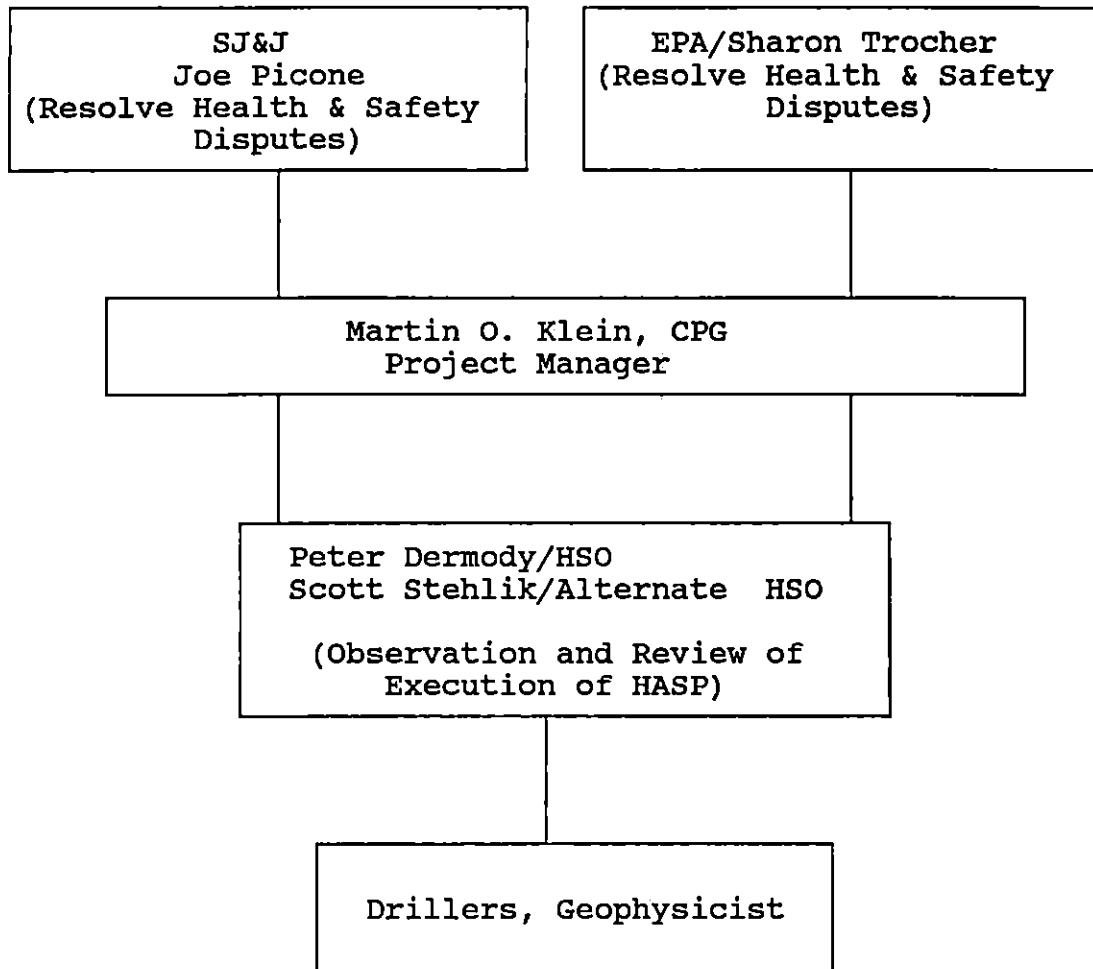 SJ&J
Joe Picone
(Resolve Health & Safety
Disputes)
EPA/Sharon Trocher
(Resolve Health & Safety
Disputes)
Martin O. Klein, CPG
Project Manager
Peter Dermody/HSO
Scott Stehlik/Alternate HSO
(Observation and Review of
Execution of HASP)
Drillers, Geophysicist